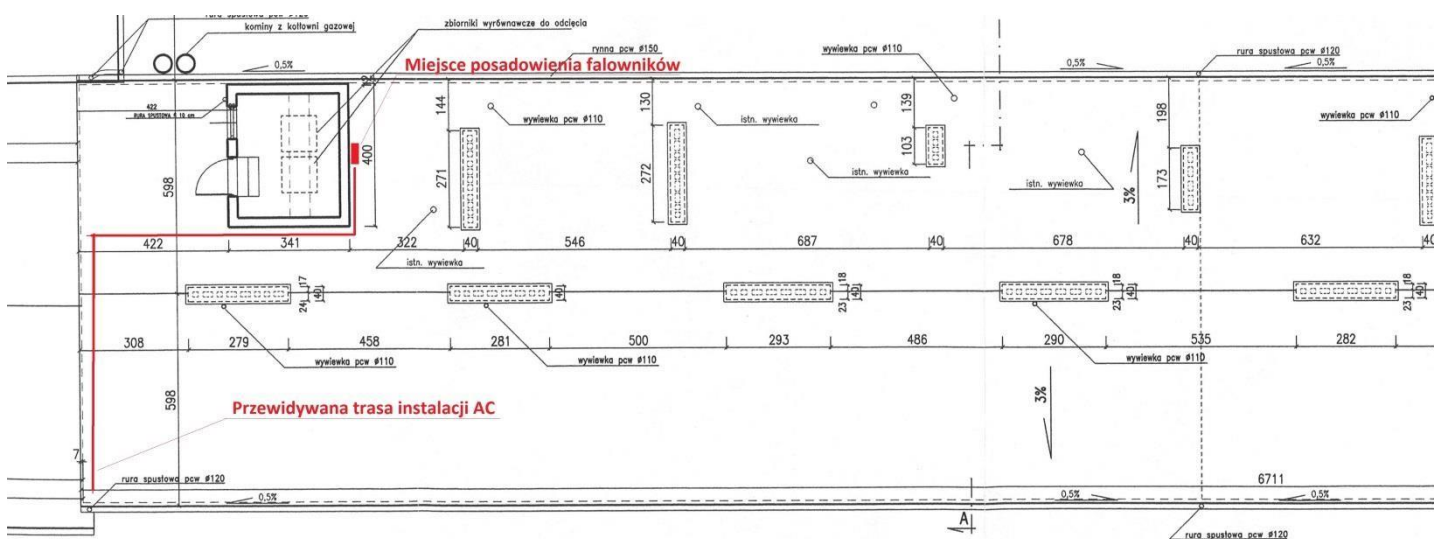 rura spustowa pcw Ø120
kominy z kotłowni gazowej
zbiorniki wyrównawcze do odcięcia
0,5%
Miejsce posadowienia falowników
rynna pcw Ø150
wywiewka pcw Ø110
0,5%
rura spustowa pcw Ø120
0,5%
422
RURA SPUSTOWA
10 cm
400
598
144
271
wywiewka pcw Ø110
130
272
istn. wywiewka
139
103
istn. wywiewka
istn. wywiewka
3%
198
173
wywiewka pcw Ø110
422
341
322
40
546
40
687
40
678
40
632
40
istn. wywiewka
17
24
40
40
18
23
40
18
23
40
18
23
40
308
279
458
281
500
293
486
290
535
282
wywiewka pcw Ø110
wywiewka pcw Ø110
wywiewka pcw Ø110
598
Przewidywana trasa instalacji AC
3%
7
rura spustowa pcw Ø120
0,5%
6711
0,5%
0,5%
A
rura spustowa pcw Ø120